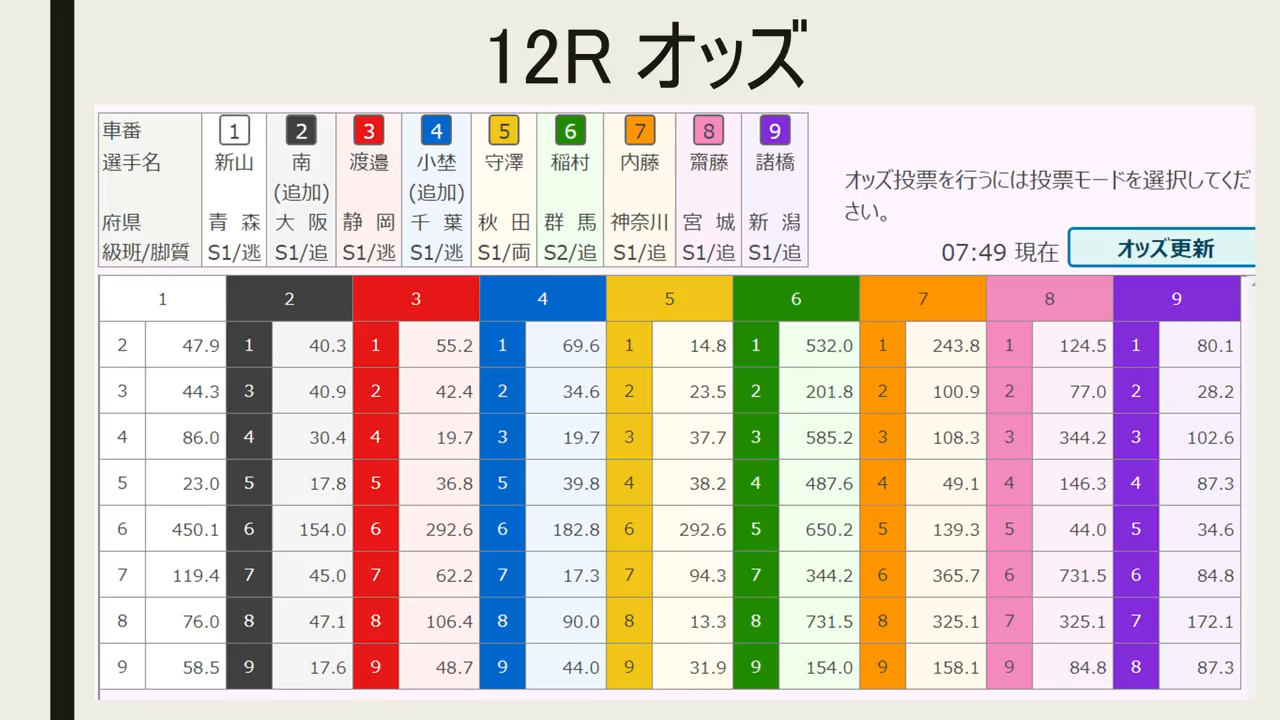 12R オッズ
車番 1 2 3 4 5 6 7 8 9
選手名 新山 南 渡邉 小埜 守澤 稲村 内藤 齋藤 諸橋
(追加) (追加)
府県 青 森 大 阪 静 岡 千 葉 秋 田 群 馬 神奈川 宮 城 新 潟
級班/脚質 S1/逃 S1/追 S1/逃 S1/逃 S1/両 S2/追 S1/追 S1/追 S1/追
オッズ投票を行うには投票モードを選択してくだ
さい。
07:49 現在 オッズ更新
1 2 3 4 5 6 7 8 9
2 47.9 1 40.3 1 55.2 1 69.6 1 14.8 1 532.0 1 243.8 1 124.5 1 80.1
3 44.3 3 40.9 2 42.4 2 34.6 2 23.5 2 201.8 2 100.9 2 77.0 2 28.2
4 86.0 4 30.4 4 19.7 3 19.7 3 37.7 3 585.2 3 108.3 3 344.2 3 102.6
5 23.0 5 17.8 5 36.8 5 39.8 4 38.2 4 487.6 4 49.1 4 146.3 4 87.3
6 450.1 6 154.0 6 292.6 6 182.8 6 292.6 5 650.2 5 139.3 5 44.0 5 34.6
7 119.4 7 45.0 7 62.2 7 17.3 7 94.3 7 344.2 6 365.7 6 731.5 6 84.8
8 76.0 8 47.1 8 106.4 8 90.0 8 13.3 8 731.5 8 325.1 7 325.1 7 172.1
9 58.5 9 17.6 9 48.7 9 44.0 9 31.9 9 154.0 9 158.1 9 84.8 8 87.3